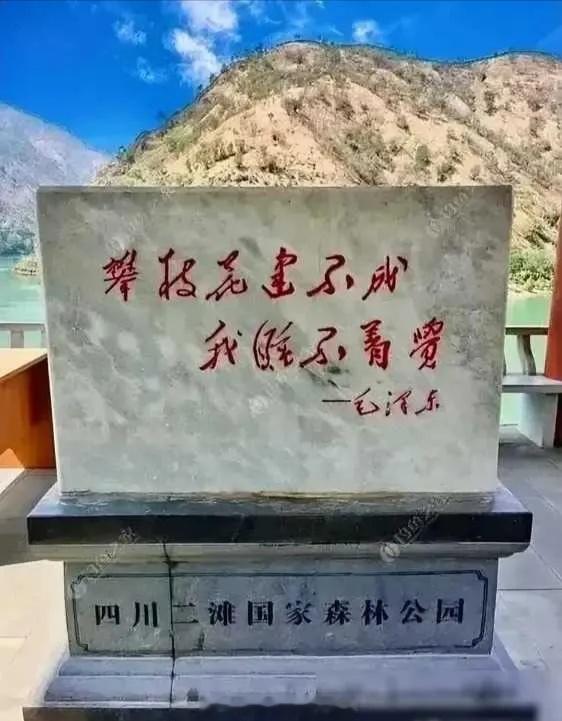 攀枝花建不成
我睡不着觉
—毛泽东
四川二滩国家森林公园